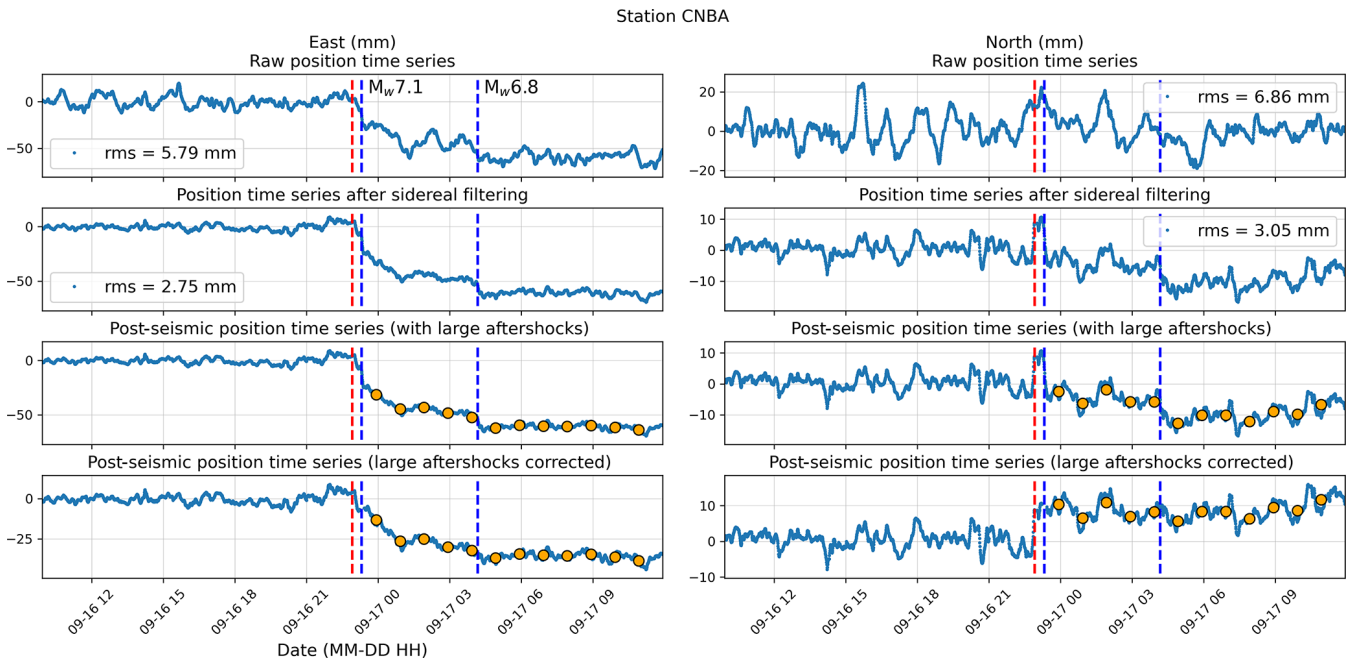 Station CNBA
East (mm)
Raw position time series
0
−50
M_w7.1
M_w6.8
rms = 5.79 mm
Position time series after sidereal filtering
0
−50
rms = 2.75 mm
Post-seismic position time series (with large aftershocks)
0
−50
Post-seismic position time series (large aftershocks corrected)
0
−25
09-16 12
09-16 15
09-16 18
09-16 21
09-17 00
09-17 03
09-17 06
09-17 09
Date (MM-DD HH)
North (mm)
Raw position time series
20
0
−20
rms = 6.86 mm
Position time series after sidereal filtering
10
0
−10
rms = 3.05 mm
Post-seismic position time series (with large aftershocks)
10
0
−10
Post-seismic position time series (large aftershocks corrected)
10
0
−10
09-16 12
09-16 15
09-16 18
09-16 21
09-17 00
09-17 03
09-17 06
09-17 09